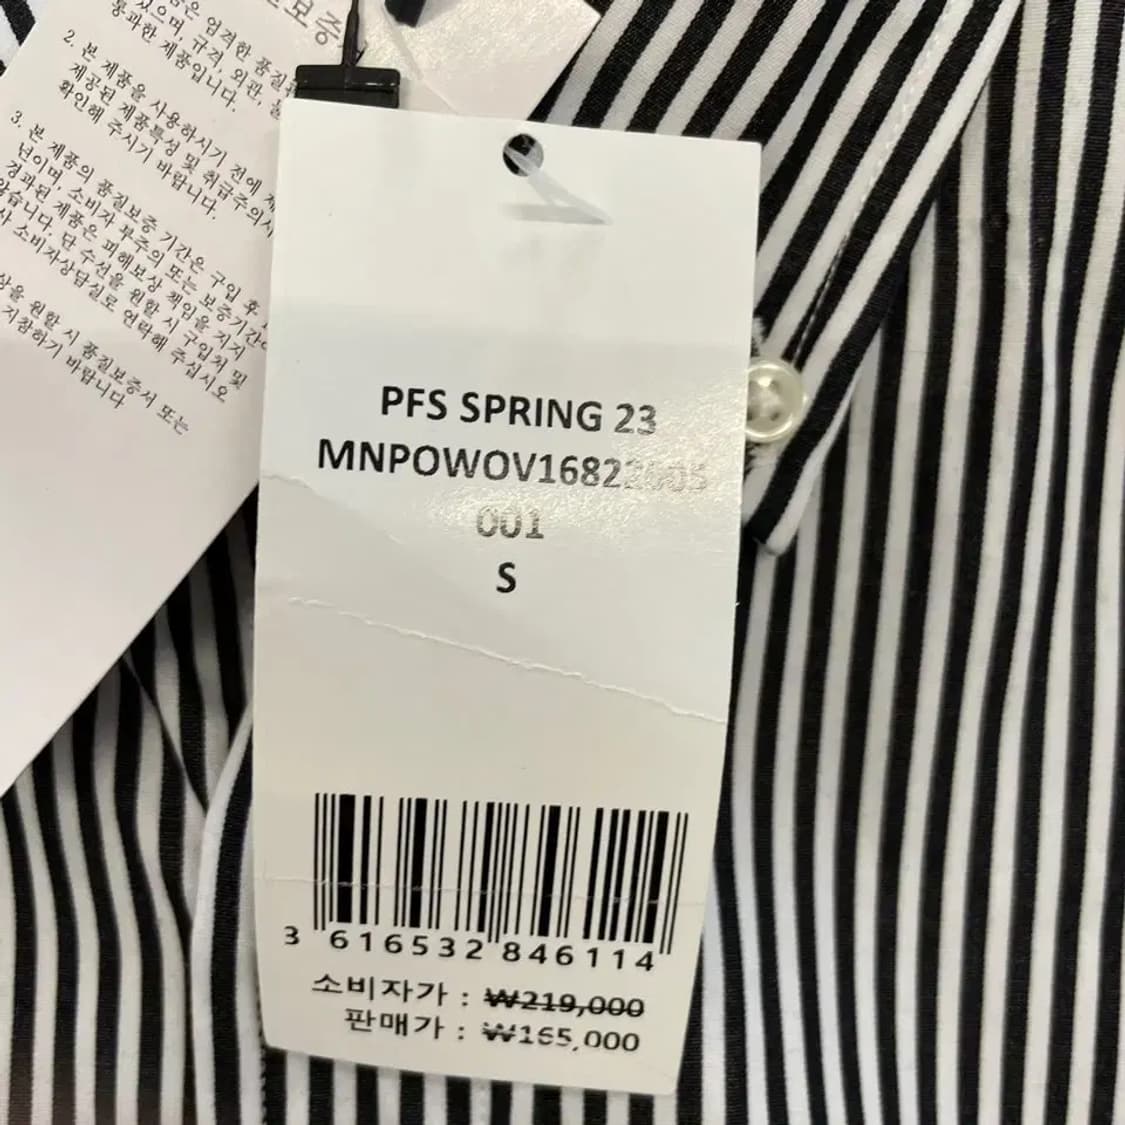 보증
은 엄격한 품질
있으며, 규격, 외관,
통과한 제품입니다.
2. 본 제품을 사용하시기 전에
제공된 제품특성 및 취급주의사
확인해 주시기 바랍니다.
3. 본 제품의 품질보증 기간은 구입 후
년이며, 소비자 부주의 또는 보증기간
경과된 제품은 피해보상 책임을 지지
않습니다. 단 수선을 원할 시 구입처 및
사 소비자상담실로 연락해 주십시오
상을 원할 시 품질보증서 또는
지참하기 바랍니다
PFS SPRING 23
MNPOWOV16822005
001
S
3 616532 846114
소비자가 : ₩219,000
판매가 : ₩165,000